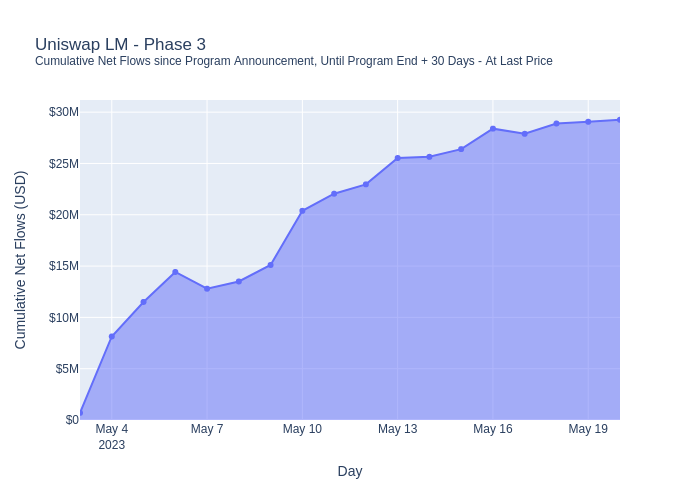 Uniswap LM - Phase 3
Cumulative Net Flows since Program Announcement, Until Program End + 30 Days - At Last Price
Cumulative Net Flows (USD)
$30M
$25M
$20M
$15M
$10M
$5M
$0
May 4
2023
May 7
May 10
May 13
May 16
May 19
Day